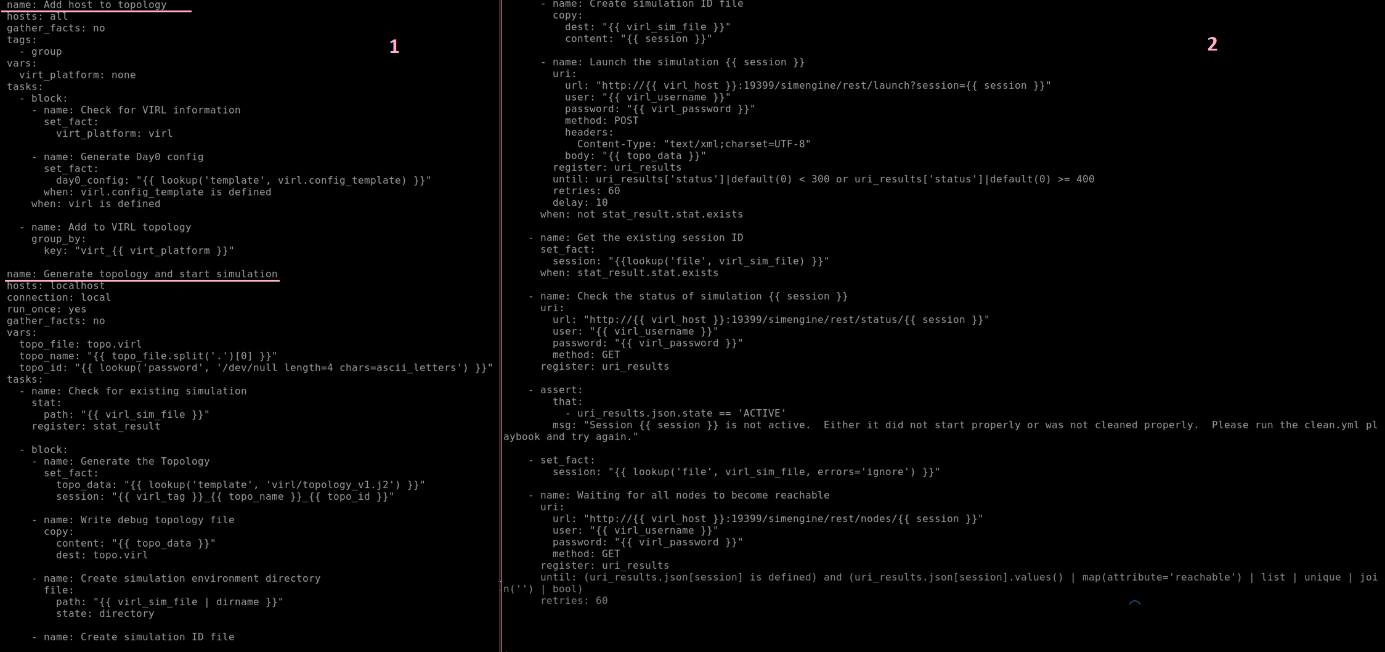 name: Add host to topology
hosts: all
gather_facts: no
tags:
  - group
vars:
  virt_platform: none
tasks:
  - block:
    - name: Check for VIRL information
      set_fact:
        virt_platform: virl

    - name: Generate Day0 config
      set_fact:
        day0_config: "{{ lookup('template', virl.config_template) }}"
      when: virl.config_template is defined
    when: virl is defined

  - name: Add to VIRL topology
    group_by:
      key: "virt_{{ virt_platform }}"

name: Generate topology and start simulation
hosts: localhost
connection: local
run_once: yes
gather_facts: no
vars:
  topo_file: topo.virl
  topo_name: "{{ topo_file.split('.')[0] }}"
  topo_id: "{{ lookup('password', '/dev/null length=4 chars=ascii_letters') }}"
tasks:
  - name: Check for existing simulation
    stat:
      path: "{{ virl_sim_file }}"
    register: stat_result

  - block:
    - name: Generate the Topology
      set_fact:
        topo_data: "{{ lookup('template', 'virl/topology_v1.j2') }}"
        session: "{{ virl_tag }}_{{ topo_name }}_{{ topo_id }}"

    - name: Write debug topology file
      copy:
        content: "{{ topo_data }}"
        dest: topo.virl

    - name: Create simulation environment directory
      file:
        path: "{{ virl_sim_file | dirname }}"
        state: directory

    - name: Create simulation ID file
1
    - name: Create simulation ID file
      copy:
        dest: "{{ virl_sim_file }}"
        content: "{{ session }}"

    - name: Launch the simulation {{ session }}
      uri:
        url: "http://{{ virl_host }}:19399/simengine/rest/launch?session={{ session }}"
        user: "{{ virl_username }}"
        password: "{{ virl_password }}"
        method: POST
        headers:
          Content-Type: "text/xml;charset=UTF-8"
        body: "{{ topo_data }}"
      register: uri_results
      until: uri_results['status']|default(0) < 300 or uri_results['status']|default(0) >= 400
      retries: 60
      delay: 10
    when: not stat_result.stat.exists

  - name: Get the existing session ID
    set_fact:
      session: "{{lookup('file', virl_sim_file) }}"
    when: stat_result.stat.exists

  - name: Check the status of simulation {{ session }}
    uri:
      url: "http://{{ virl_host }}:19399/simengine/rest/status/{{ session }}"
      user: "{{ virl_username }}"
      password: "{{ virl_password }}"
      method: GET
    register: uri_results

  - assert:
      that:
        - uri_results.json.state == 'ACTIVE'
      msg: "Session {{ session }} is not active.  Either it did not start properly or was not cleaned properly.  Please run the clean.yml pl
aybook and try again."

  - set_fact:
      session: "{{ lookup('file', virl_sim_file, errors='ignore') }}"

  - name: Waiting for all nodes to become reachable
    uri:
      url: "http://{{ virl_host }}:19399/simengine/rest/nodes/{{ session }}"
      user: "{{ virl_username }}"
      password: "{{ virl_password }}"
      method: GET
    register: uri_results
    until: (uri_results.json[session] is defined) and (uri_results.json[session].values() | map(attribute='reachable') | list | unique | joi
n('') | bool)
    retries: 60
2